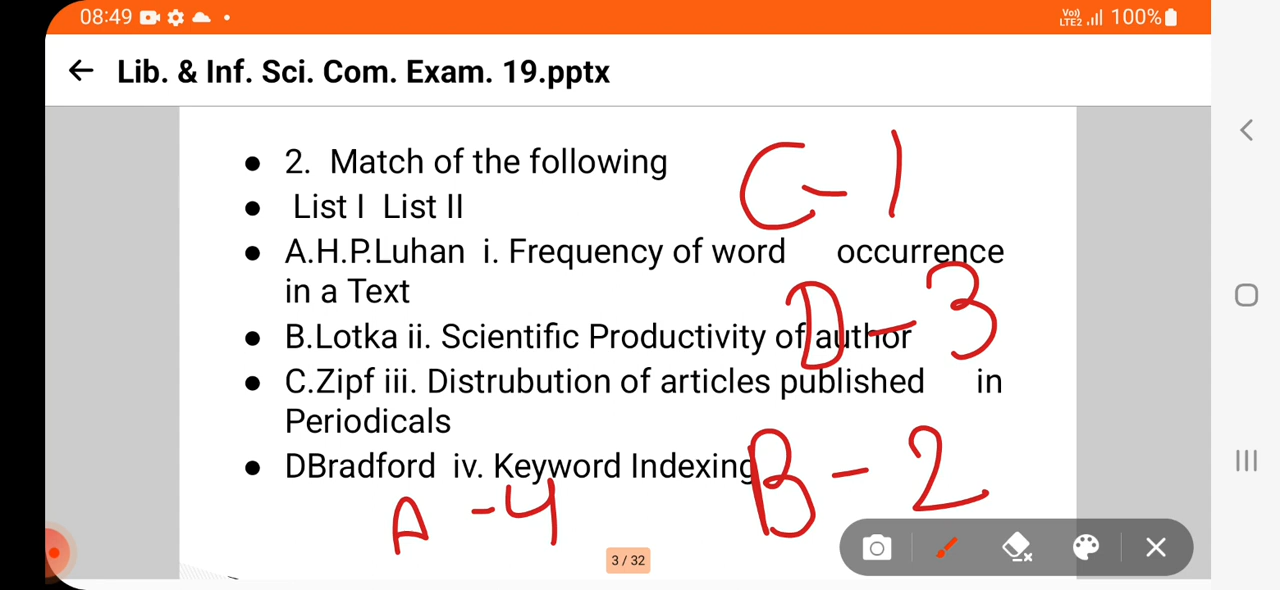 08:49 Vo)) LTE2 100%
Lib. & Inf. Sci. Com. Exam. 19.pptx
● 2. Match of the following
C-1
● List I List II
● A.H.P.Luhan i. Frequency of word occurrence
in a Text
D-3
● B.Lotka ii. Scientific Productivity of author
● C.Zipf iii. Distrubution of articles published in
Periodicals
● DBradford iv. Keyword Indexing
B-2
A-4
3 / 32